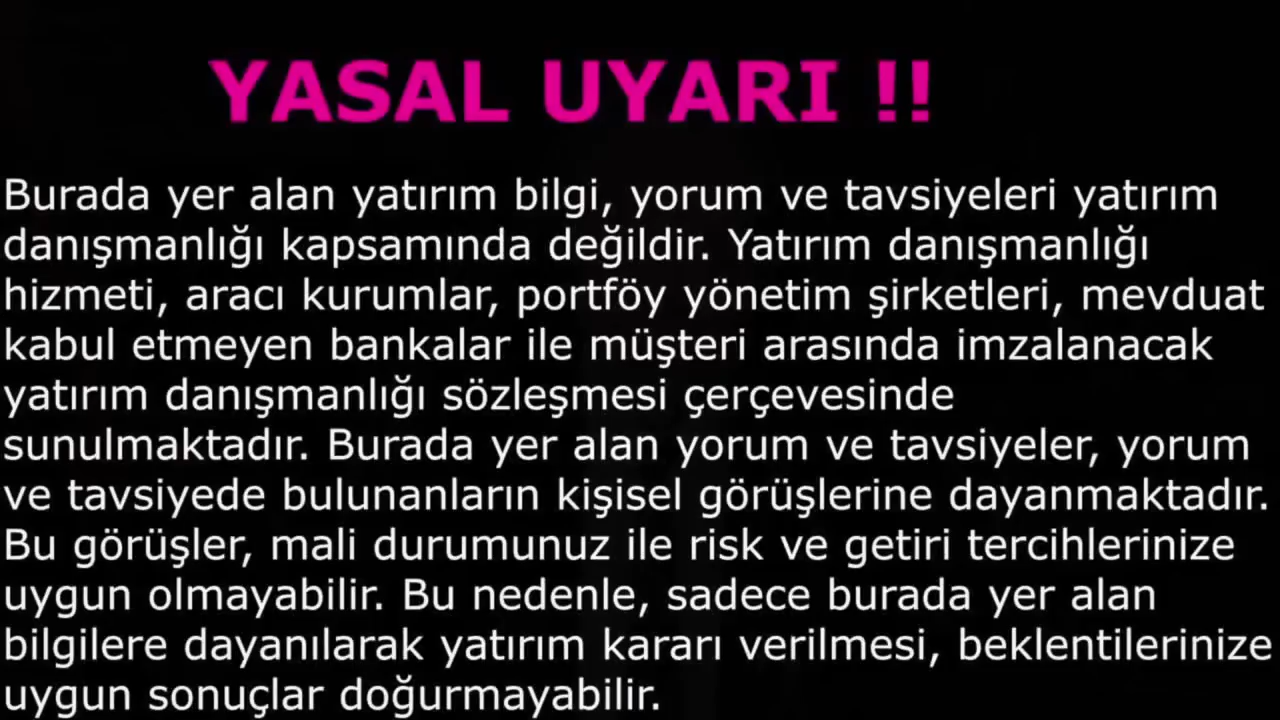 YASAL UYARI !!
Burada yer alan yatırım bilgi, yorum ve tavsiyeleri yatırım
danışmanlığı kapsamında değildir. Yatırım danışmanlığı
hizmeti, aracı kurumlar, portföy yönetim şirketleri, mevduat
kabul etmeyen bankalar ile müşteri arasında imzalanacak
yatırım danışmanlığı sözleşmesi çerçevesinde
sunulmaktadır. Burada yer alan yorum ve tavsiyeler, yorum
ve tavsiyede bulunanların kişisel görüşlerine dayanmaktadır.
Bu görüşler, mali durumunuz ile risk ve getiri tercihlerinize
uygun olmayabilir. Bu nedenle, sadece burada yer alan
bilgilere dayanılarak yatırım kararı verilmesi, beklentilerinize
uygun sonuçlar doğurmayabilir.